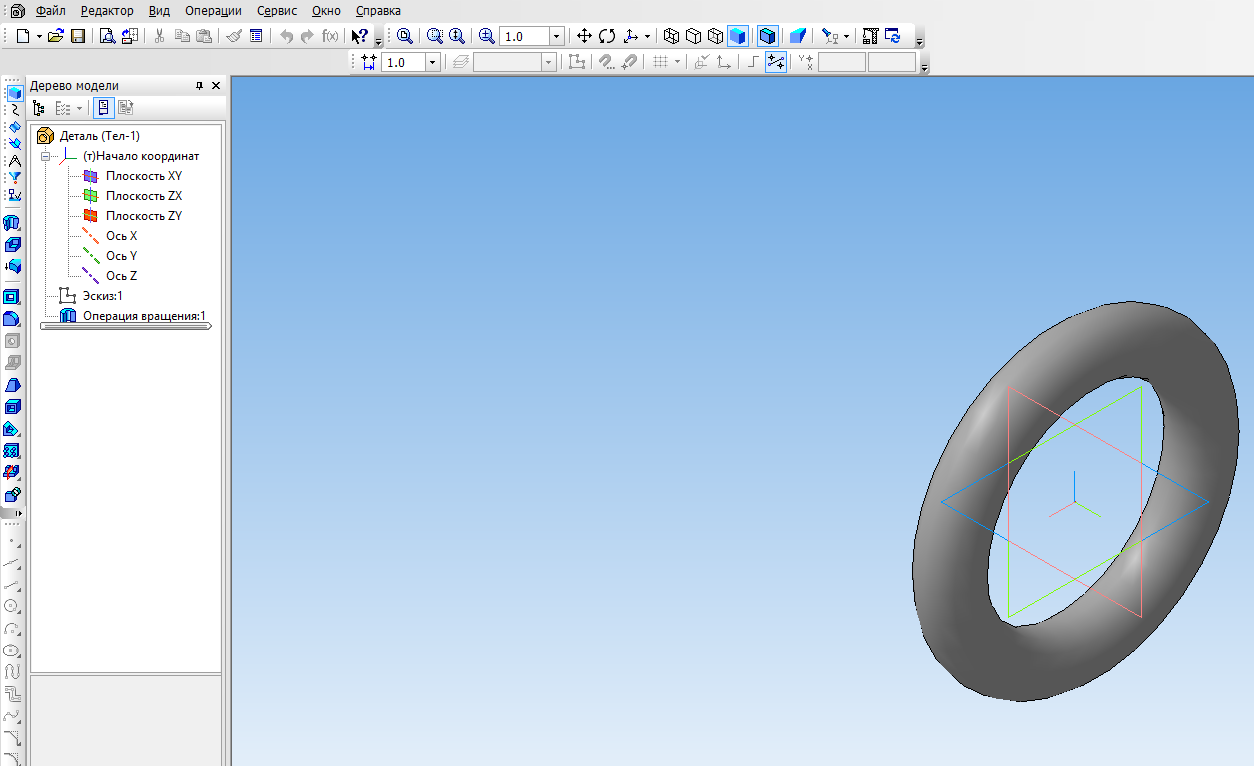 Файл Редактор Вид Операции Сервис Окно Справка
f(x) 1.0
1.0
Дерево модели
Деталь (Тел-1)
(т)Начало координат
Плоскость XY
Плоскость ZX
Плоскость ZY
Ось X
Ось Y
Ось Z
Эскиз:1
Операция вращения:1